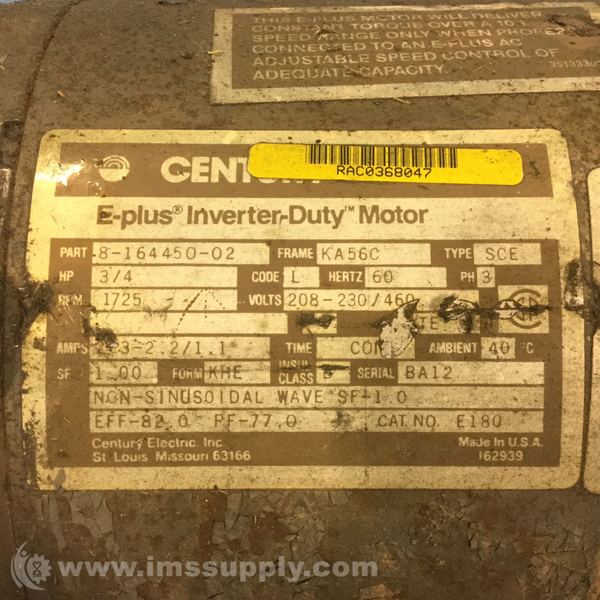 THIS E-PLUS MOTOR WILL DELIVER
CONSTANT TORQUE OVER A 10:1
SPEED RANGE ONLY WHEN PROPERLY
CONNECTED TO AN E-PLUS AC
ADJUSTABLE SPEED CONTROL OF
ADEQUATE CAPACITY.
RAC0368047
E-plus® Inverter-Duty™ Motor
PART 8-164450-02 FRAME KA56C TYPE SCE
HP 3/4 CODE L HERTZ 60 PH 3
RPM 1725 VOLTS 208-230/460
AMPS 2.3-2.2/1.1 TIME CONT AMBIENT 40 °C
SF 1.00 FORM KHE INSUL CLASS SERIAL BA12
NON-SINUSOIDAL WAVE SF-1.0
EFF-82.0 PF-77.0 CAT NO. E180
Century Electric, Inc. Made In U.S.A.
St. Louis Missouri 63166 162939
www.imssupply.com